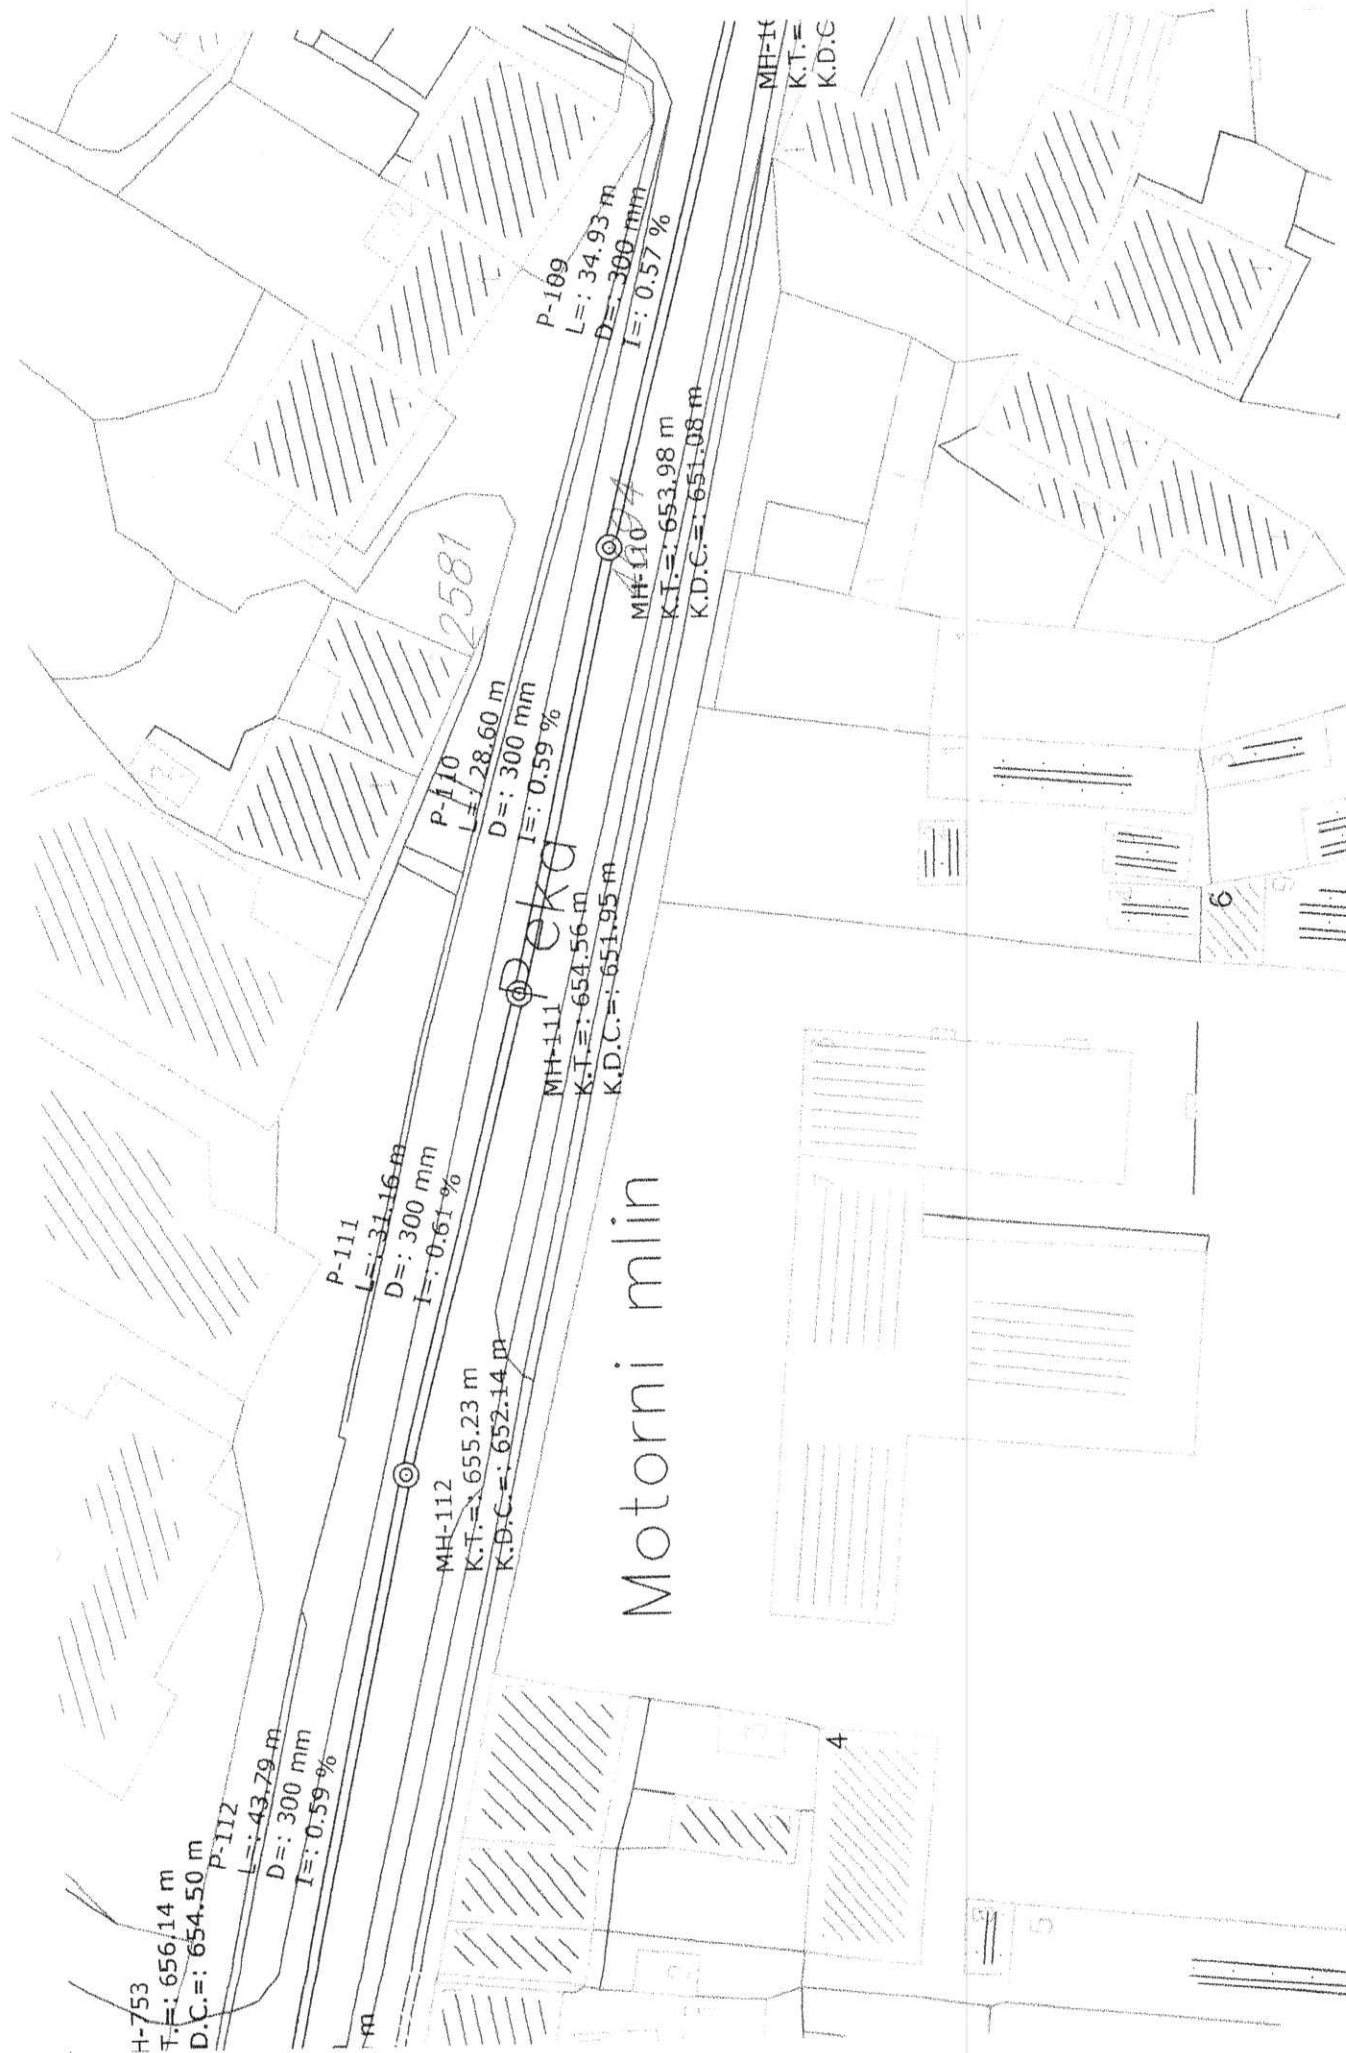 MH-1
K.T.=
K.D.C
P-109
L=: 34.93 m
D=: 300 mm
I=: 0.57 %
MH-110
K.T.=: 653.98 m
K.D.C.=: 651.08 m
2581
P-110
L=: 28.60 m
D=: 300 mm
I=: 0.59 %
MH-111
K.T.=: 654.56 m
K.D.C.=: 651.95 m
6
P-111
L=: 31.16 m
D=: 300 mm
I=: 0.61 %
Motorni mlin
MH-112
K.T.=: 655.23 m
K.D.C.=: 652.14 m
4
P-112
L=: 43.79 m
D=: 300 mm
I=: 0.59 %
H-753
T.=: 656.14 m
D.C.=: 654.50 m
m
5